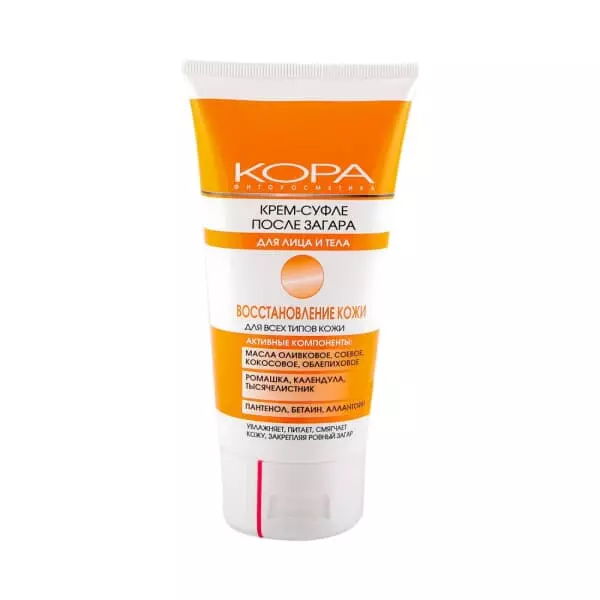 КОРА
ФИТОКОСМЕТИКА
КРЕМ-СУФЛЕ
ПОСЛЕ ЗАГАРА
ДЛЯ ЛИЦА И ТЕЛА
ВОССТАНОВЛЕНИЕ КОЖИ
ДЛЯ ВСЕХ ТИПОВ КОЖИ
АКТИВНЫЕ КОМПОНЕНТЫ:
МАСЛА ОЛИВКОВОЕ, СОЕВОЕ,
КОКОСОВОЕ, ОБЛЕПИХОВОЕ
РОМАШКА, КАЛЕНДУЛА,
ТЫСЯЧЕЛИСТНИК
ПАНТЕНОЛ, БЕТАИН, АЛЛАНТОИН
УВЛАЖНЯЕТ, ПИТАЕТ, СМЯГЧАЕТ
КОЖУ, ЗАКРЕПЛЯЯ РОВНЫЙ ЗАГАР